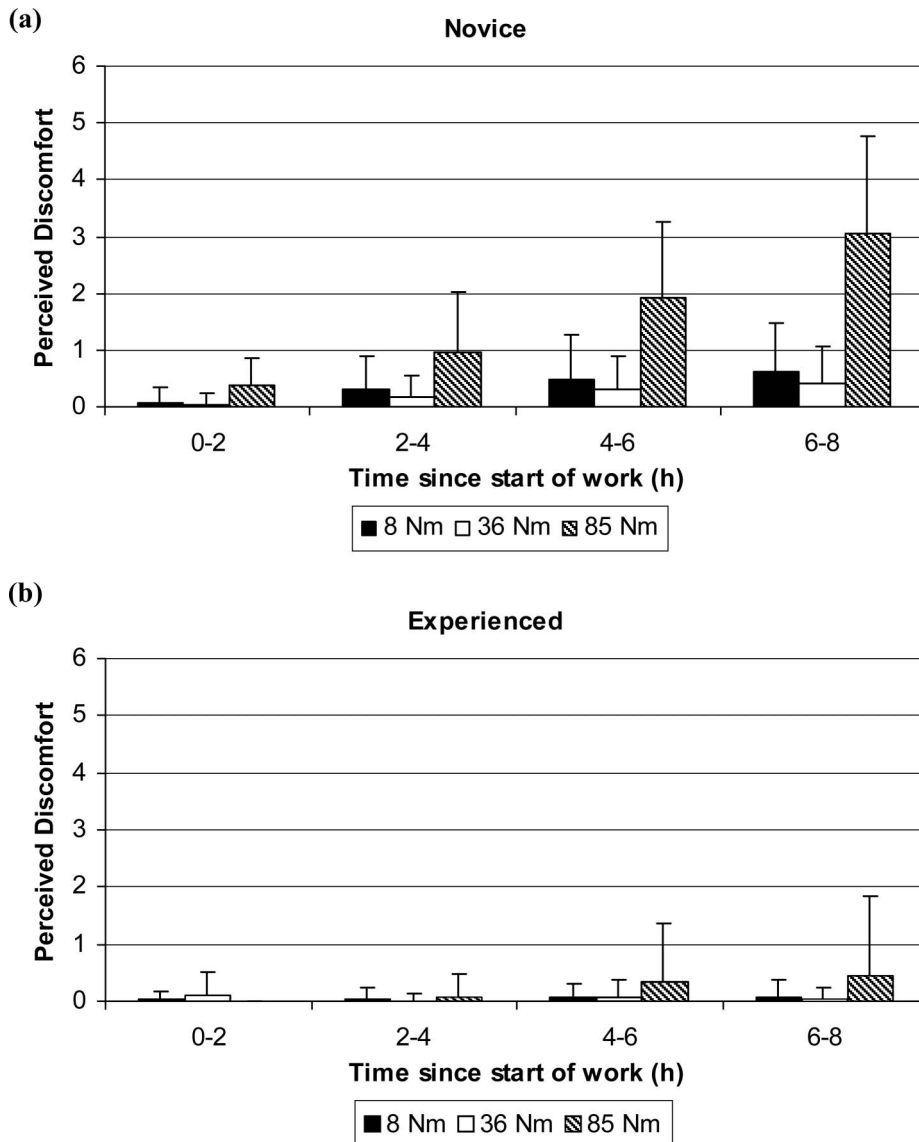 (a)
Novice
6
5
4
3
2
1
0
Perceived Discomfort
0-2 2-4 4-6 6-8
Time since start of work (h)
8 Nm 36 Nm 85 Nm
(b)
Experienced
6
5
4
3
2
1
0
Perceived Discomfort
0-2 2-4 4-6 6-8
Time since start of work (h)
8 Nm 36 Nm 85 Nm